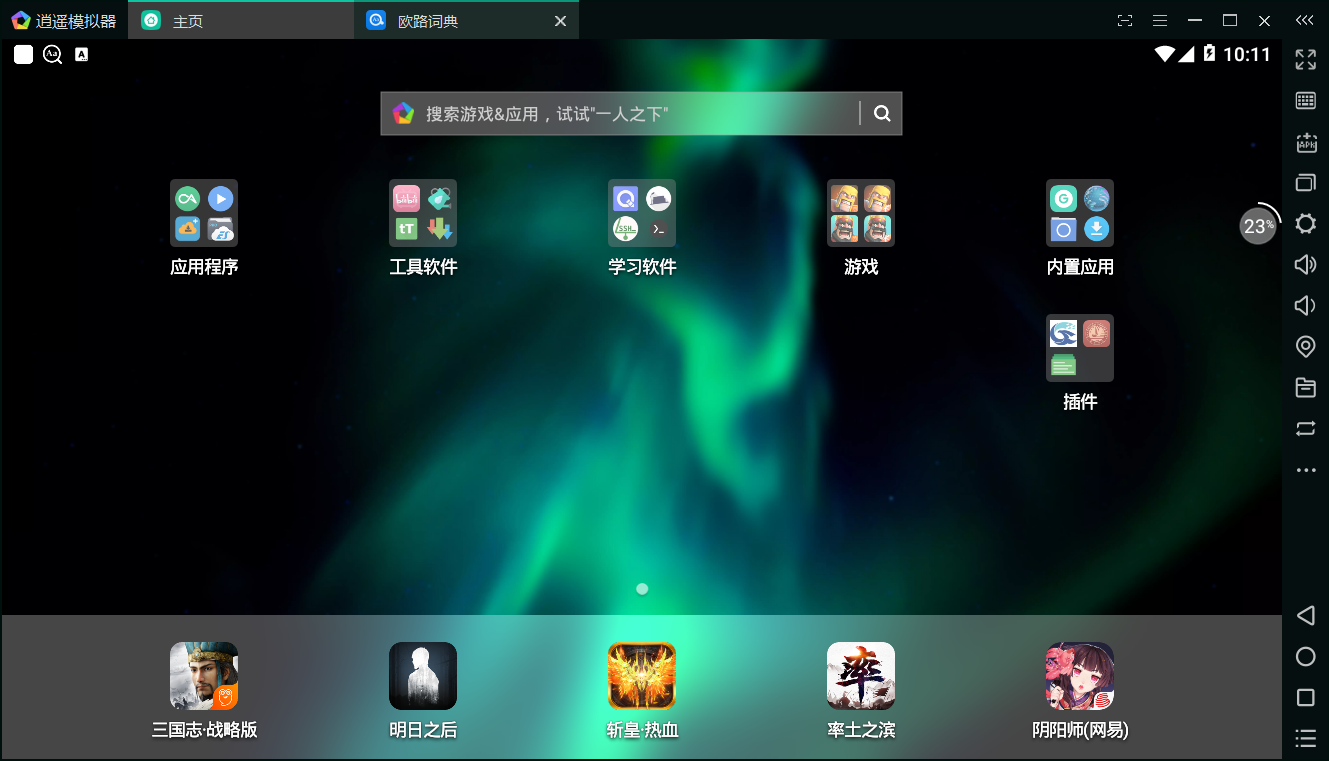 逍遥模拟器
主页
欧路词典
10:11
搜索游戏&应用，试试"一人之下"
23%
应用程序
工具软件
学习软件
游戏
内置应用
插件
三国志·战略版
明日之后
斩皇·热血
率土之滨
阴阳师(网易)